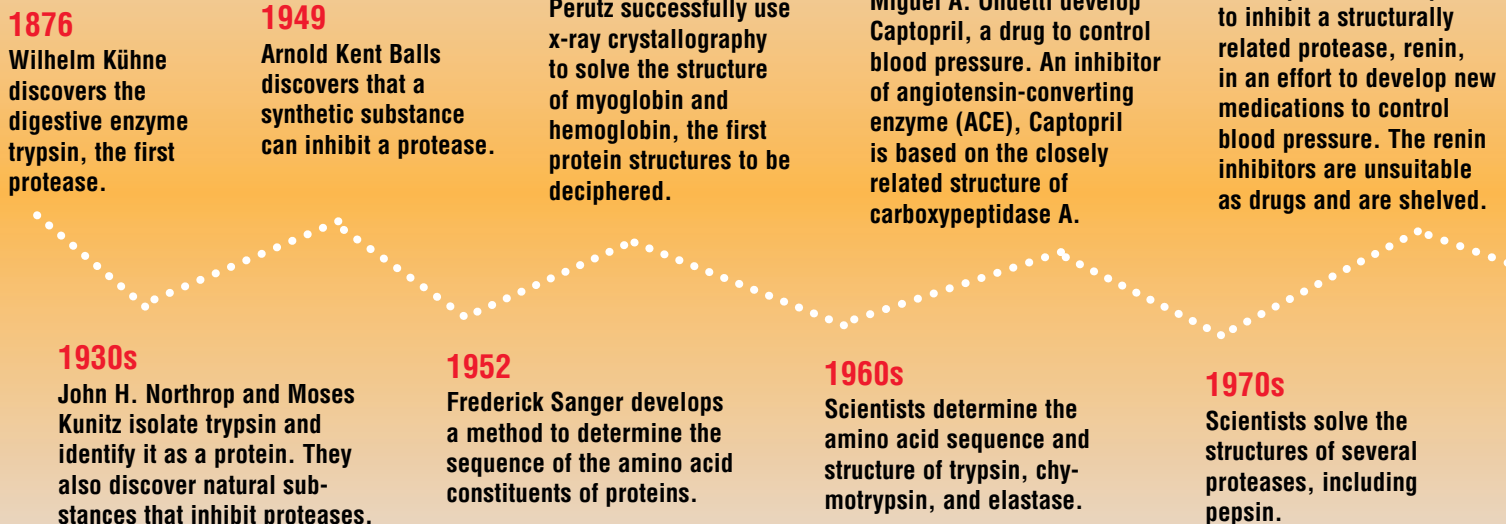 1876
Wilhelm Kühne
discovers the
digestive enzyme
trypsin, the first
protease.
1930s
John H. Northrop and Moses
Kunitz isolate trypsin and
identify it as a protein. They
also discover natural sub-
stances that inhibit proteases.
1949
Arnold Kent Balls
discovers that a
synthetic substance
can inhibit a protease.
1952
Frederick Sanger develops
a method to determine the
sequence of the amino acid
constituents of proteins.
Perutz successfully use
x-ray crystallography
to solve the structure
of myoglobin and
hemoglobin, the first
protein structures to be
deciphered.
1960s
Scientists determine the
amino acid sequence and
structure of trypsin, chy-
motrypsin, and elastase.
Miguel A. Ondetti develop
Captopril, a drug to control
blood pressure. An inhibitor
of angiotensin-converting
enzyme (ACE), Captopril
is based on the closely
related structure of
carboxypeptidase A.
1970s
Scientists solve the
structures of several
proteases, including
pepsin.
to inhibit a structurally
related protease, renin,
in an effort to develop new
medications to control
blood pressure. The renin
inhibitors are unsuitable
as drugs and are shelved.